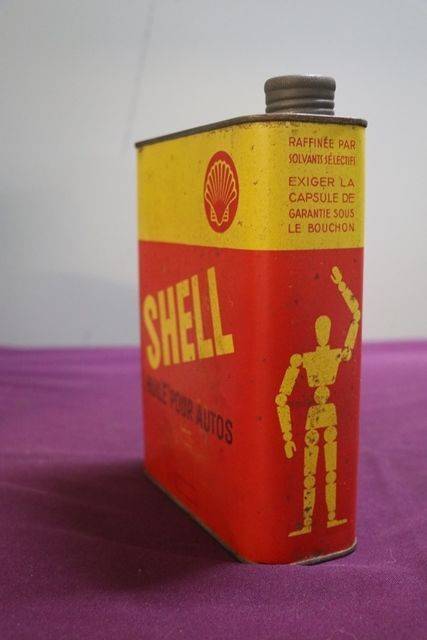 SHELL
HUILE POUR AUTOS
RAFFINÉE PAR
SOLVANTS SÉLECTIFS
EXIGER LA
CAPSULE DE
GARANTIE SOUS
LE BOUCHON